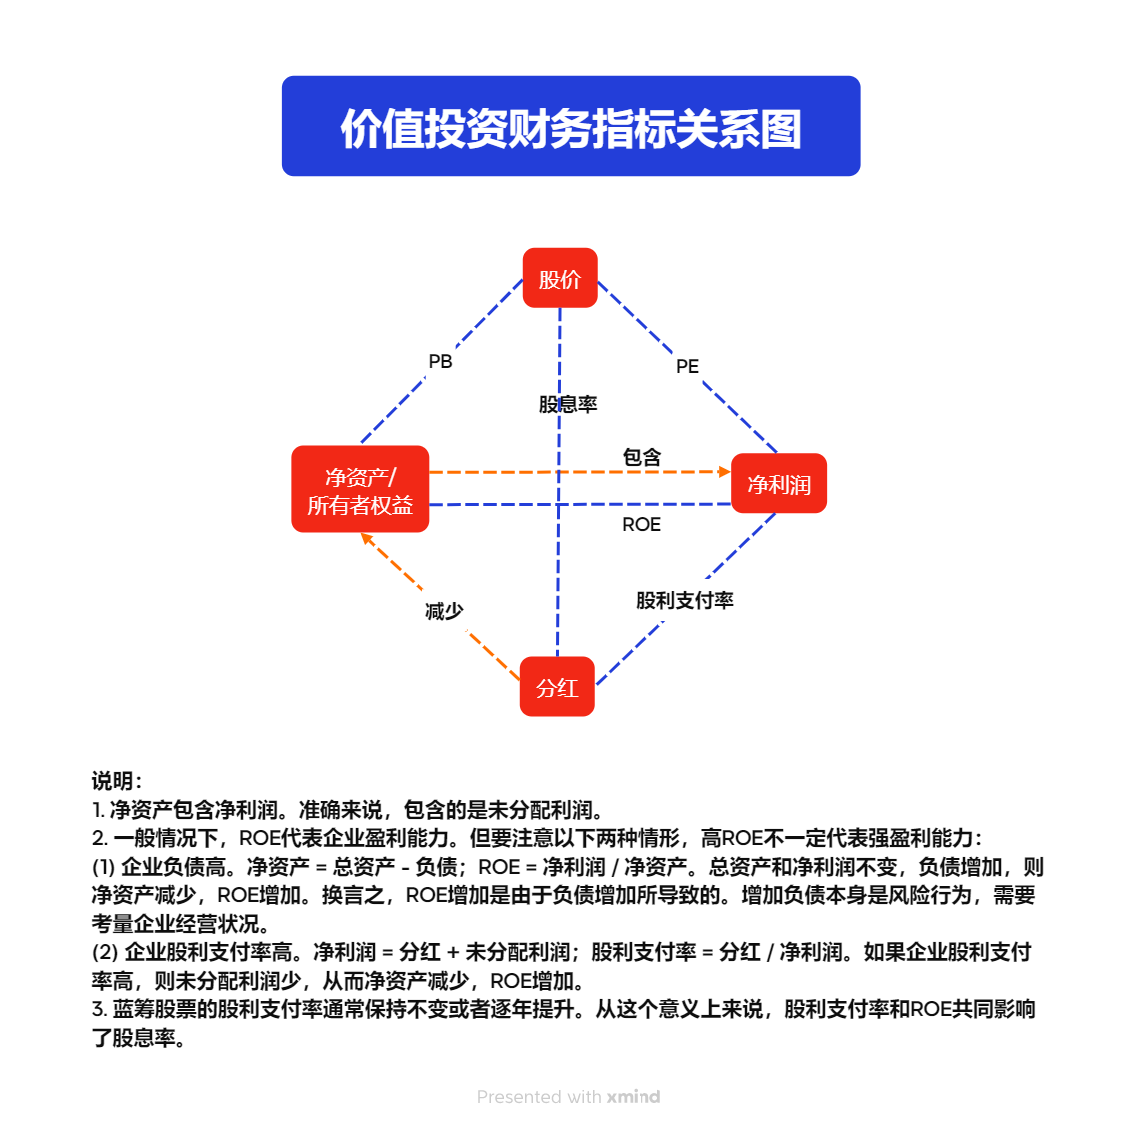 价值投资财务指标关系图
股价
PB
PE
股息率
包含
净资产/
所有者权益
净利润
ROE
股利支付率
减少
分红
说明：
1. 净资产包含净利润。准确来说，包含的是未分配利润。
2. 一般情况下，ROE代表企业盈利能力。但要注意以下两种情形，高ROE不一定代表强盈利能力：
(1) 企业负债高。净资产 = 总资产 - 负债；ROE = 净利润 / 净资产。总资产和净利润不变，负债增加，则
净资产减少，ROE增加。换言之，ROE增加是由于负债增加所导致的。增加负债本身是风险行为，需要
考量企业经营状况。
(2) 企业股利支付率高。净利润 = 分红 + 未分配利润；股利支付率 = 分红 / 净利润。如果企业股利支付
率高，则未分配利润少，从而净资产减少，ROE增加。
3. 蓝筹股票的股利支付率通常保持不变或者逐年提升。从这个意义上来说，股利支付率和ROE共同影响
了股息率。
Presented with xmind